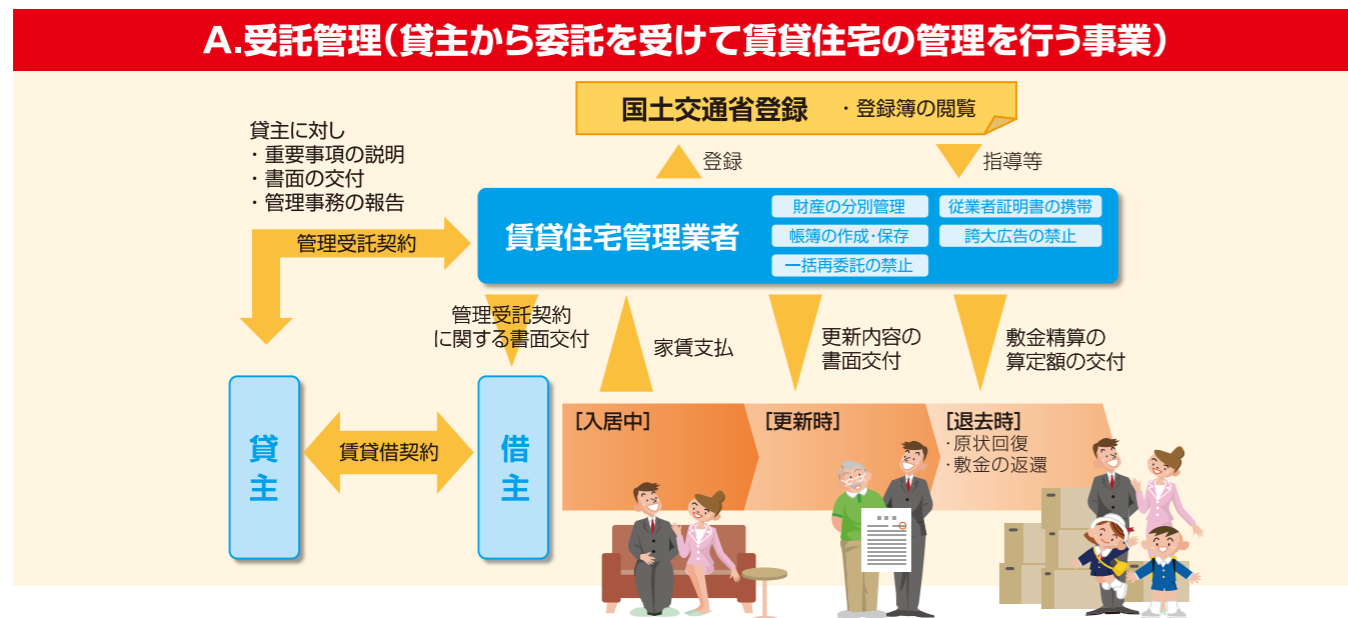 A.受託管理(貸主から委託を受けて賃貸住宅の管理を行う事業)
国土交通省登録 ・登録簿の閲覧
貸主に対し
・重要事項の説明
・書面の交付
・管理事務の報告
登録
指導等
管理受託契約
賃貸住宅管理業者
財産の分別管理
従業者証明書の携帯
帳簿の作成・保存
誇大広告の禁止
一括再委託の禁止
管理受託契約
に関する書面交付
家賃支払
更新内容の
書面交付
敷金精算の
算定額の交付
貸主
賃貸借契約
借主
[入居中]
[更新時]
[退去時]
・原状回復
・敷金の返還